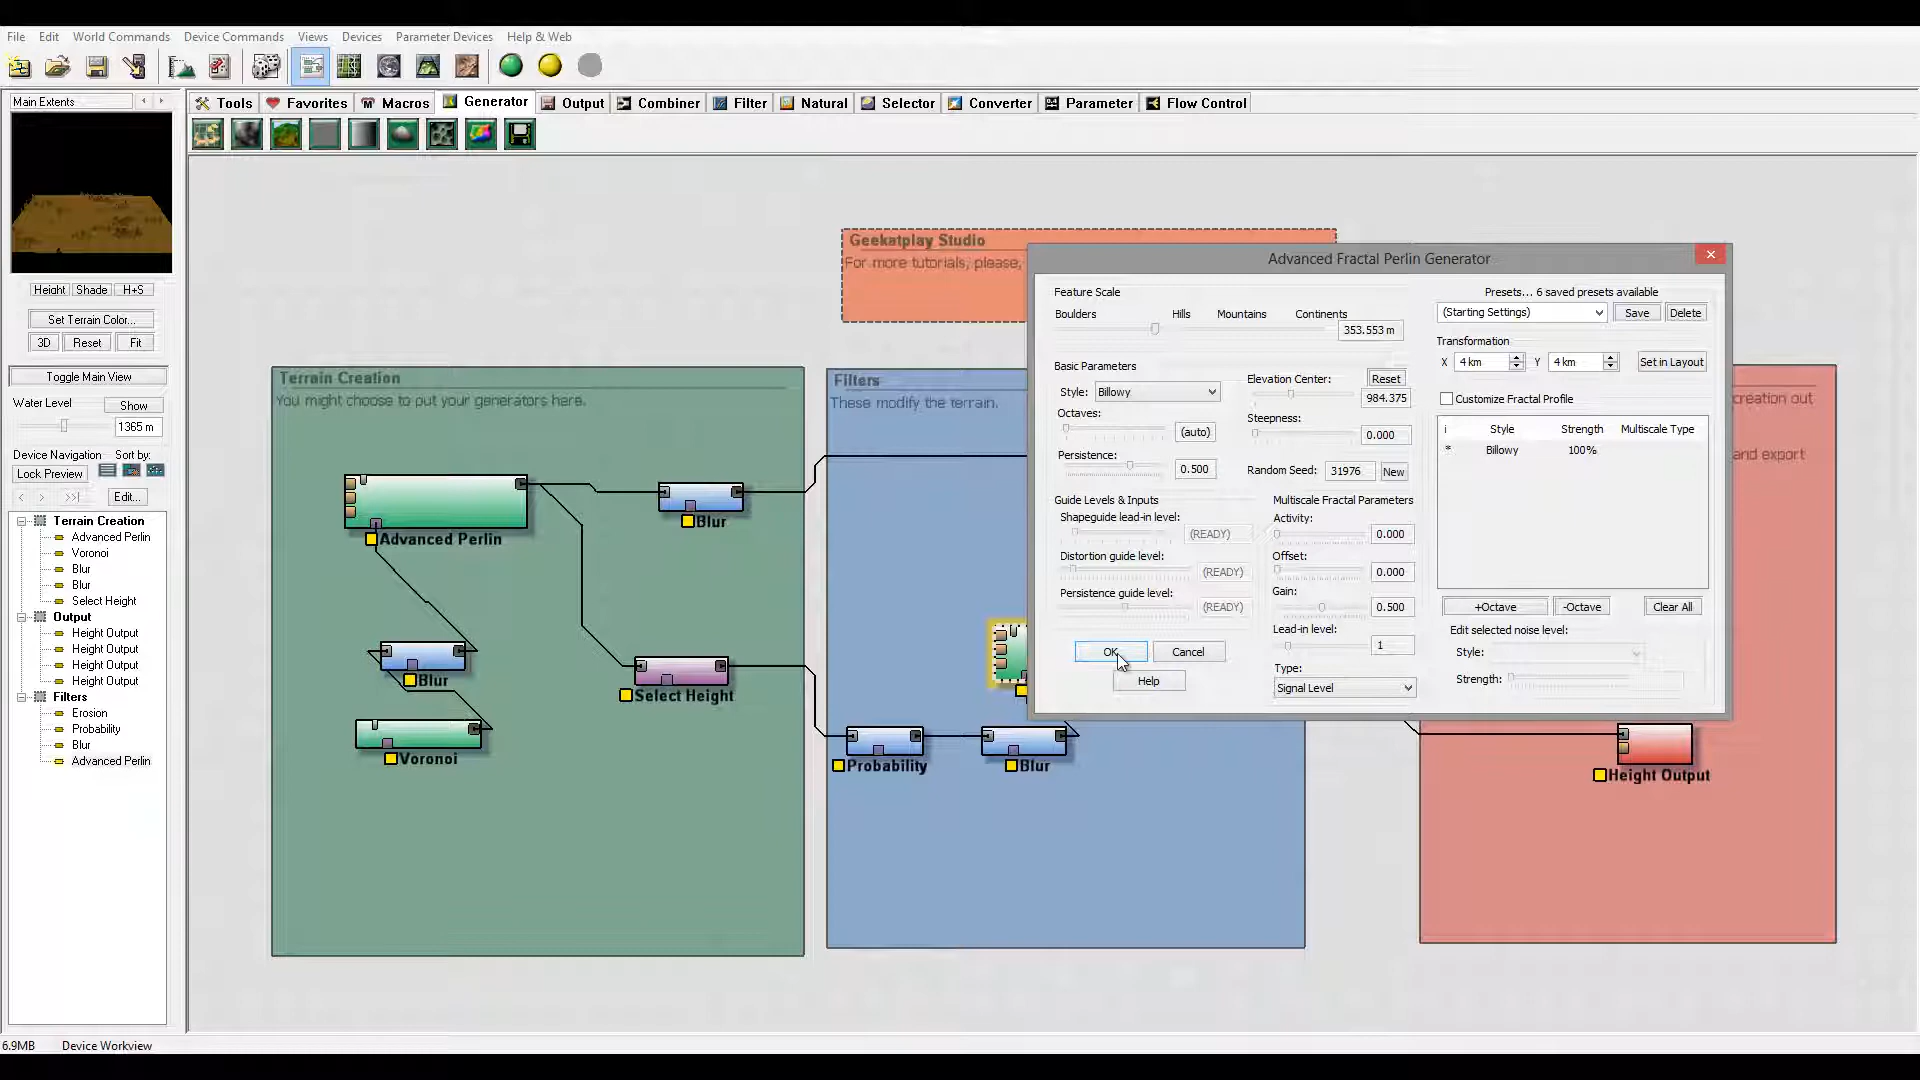 File Edit World Commands Device Commands Views Devices Parameter Devices Help & Web
Main Extents
Tools Favorites Macros Generator Output Combiner Filter Natural Selector Converter Parameter Flow Control
Height Shade H+S
Set Terrain Color...
3D Reset Fit
Toggle Main View
Water Level Show
1365 m
Device Navigation Sort by:
Lock Preview
Edit...
Terrain Creation
Advanced Perlin
Voronoi
Blur
Blur
Select Height
Output
Height Output
Height Output
Height Output
Height Output
Filters
Erosion
Probability
Blur
Advanced Perlin
6.9MB Device Workview
Geekatplay Studio
For more tutorials, please,
Terrain Creation
You might choose to put your generators here.
Advanced Perlin
Blur
Blur
Select Height
Voronoi
Filters
These modify the terrain.
Probability
Blur
creation out
and export
Height Output
Advanced Fractal Perlin Generator
Feature Scale
Boulders Hills Mountains Continents
353.553 m
Basic Parameters
Style: Billowy
Octaves:
(auto)
Persistence:
0.500
Elevation Center: Reset
984.375
Steepness:
0.000
Random Seed: 31976 New
Guide Levels & Inputs
Shapeguide lead-in level:
(READY)
Distortion guide level:
(READY)
Persistence guide level:
(READY)
OK Cancel
Help
Multiscale Fractal Parameters
Activity:
0.000
Offset:
0.000
Gain:
0.500
Lead-in level:
1
Type:
Signal Level
Presets... 6 saved presets available
(Starting Settings) Save Delete
Transformation
X 4 km Y 4 km Set in Layout
Customize Fractal Profile
i Style Strength Multiscale Type
* Billowy 100%
+Octave -Octave Clear All
Edit selected noise level:
Style:
Strength: